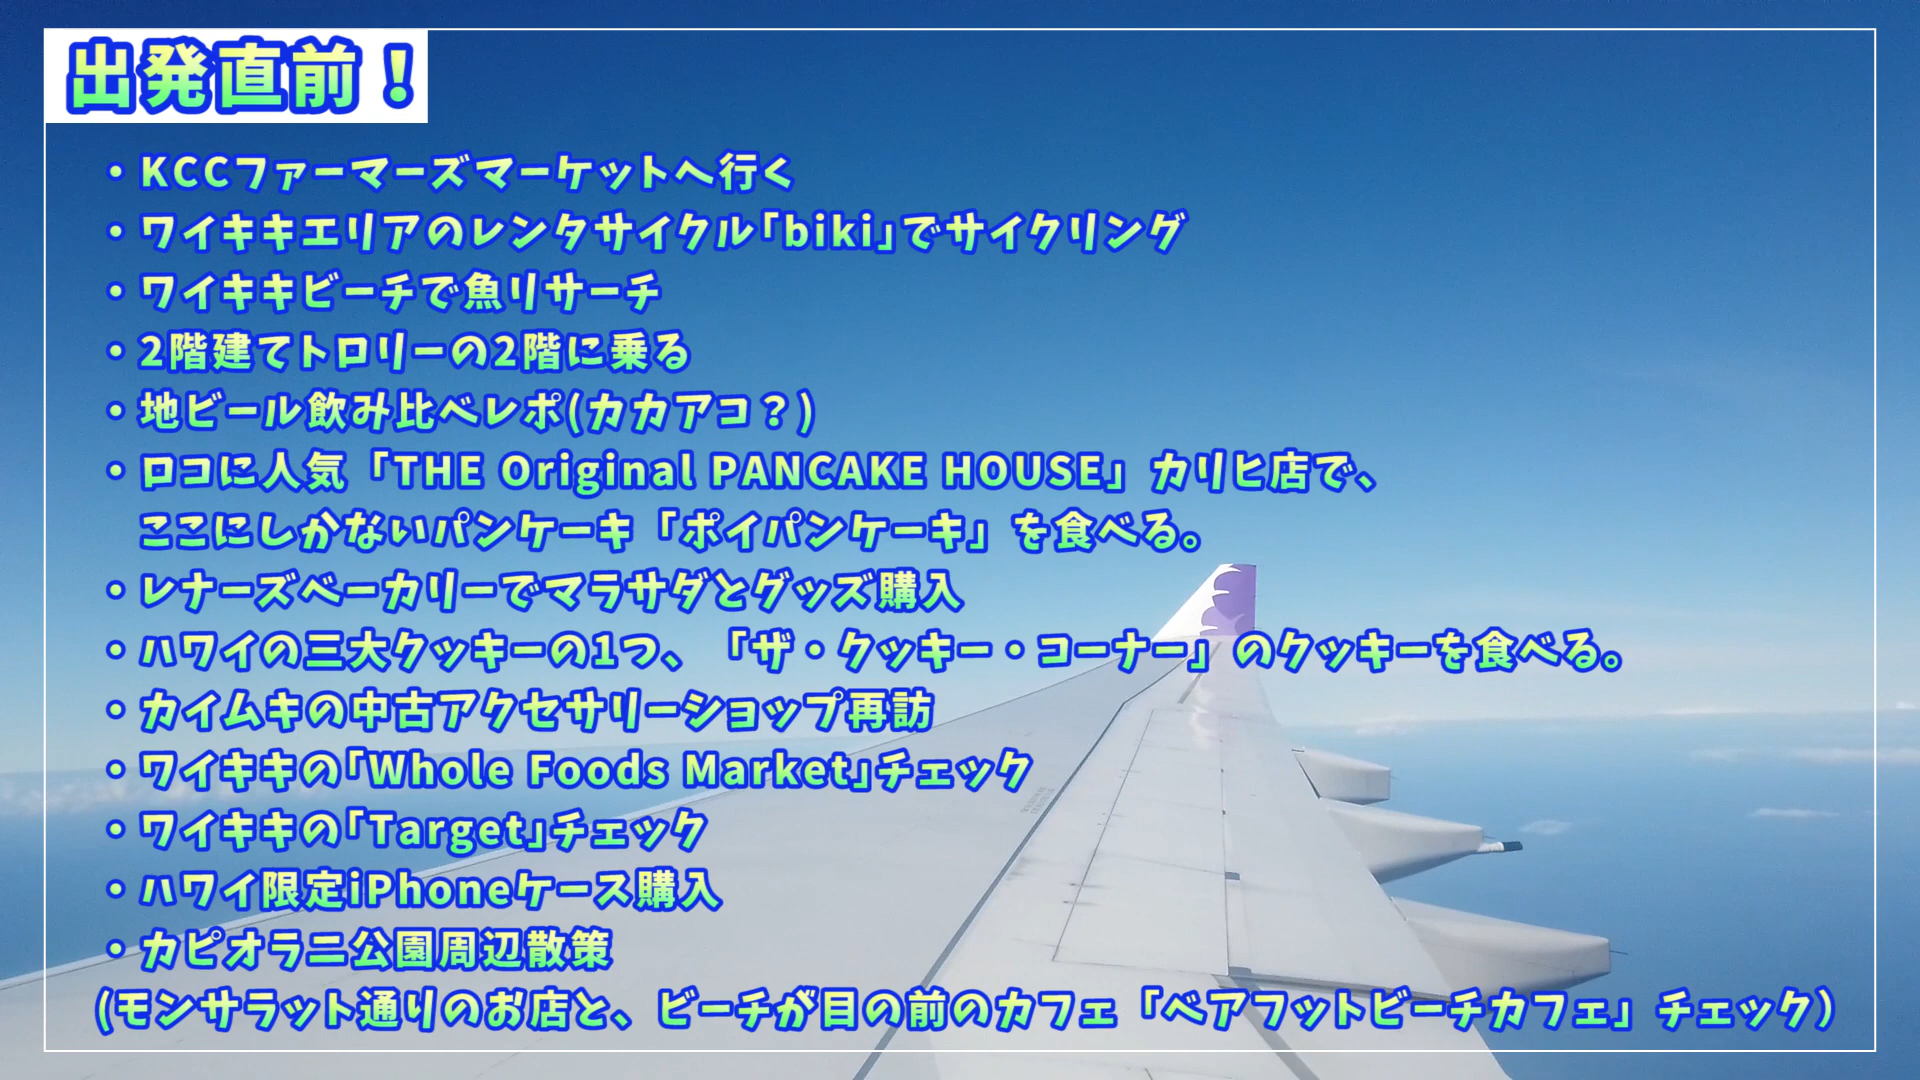 出発直前！
・KCCファーマーズマーケットへ行く
・ワイキキエリアのレンタサイクル｢biki｣でサイクリング
・ワイキキビーチで魚リサーチ
・2階建てトロリーの2階に乗る
・地ビール飲み比べレポ(カカアコ？)
・ロコに人気「THE Original PANCAKE HOUSE」カリヒ店で、
ここにしかないパンケーキ「ポイパンケーキ」を食べる。
・レナーズベーカリーでマラサダとグッズ購入
・ハワイの三大クッキーの1つ、「ザ・クッキー・コーナー」のクッキーを食べる。
・カイムキの中古アクセサリーショップ再訪
・ワイキキの｢Whole Foods Market｣チェック
・ワイキキの｢Target｣チェック
・ハワイ限定iPhoneケース購入
・カピオラニ公園周辺散策
(モンサラット通りのお店と、ビーチが目の前のカフェ「ベアフットビーチカフェ」チェック）